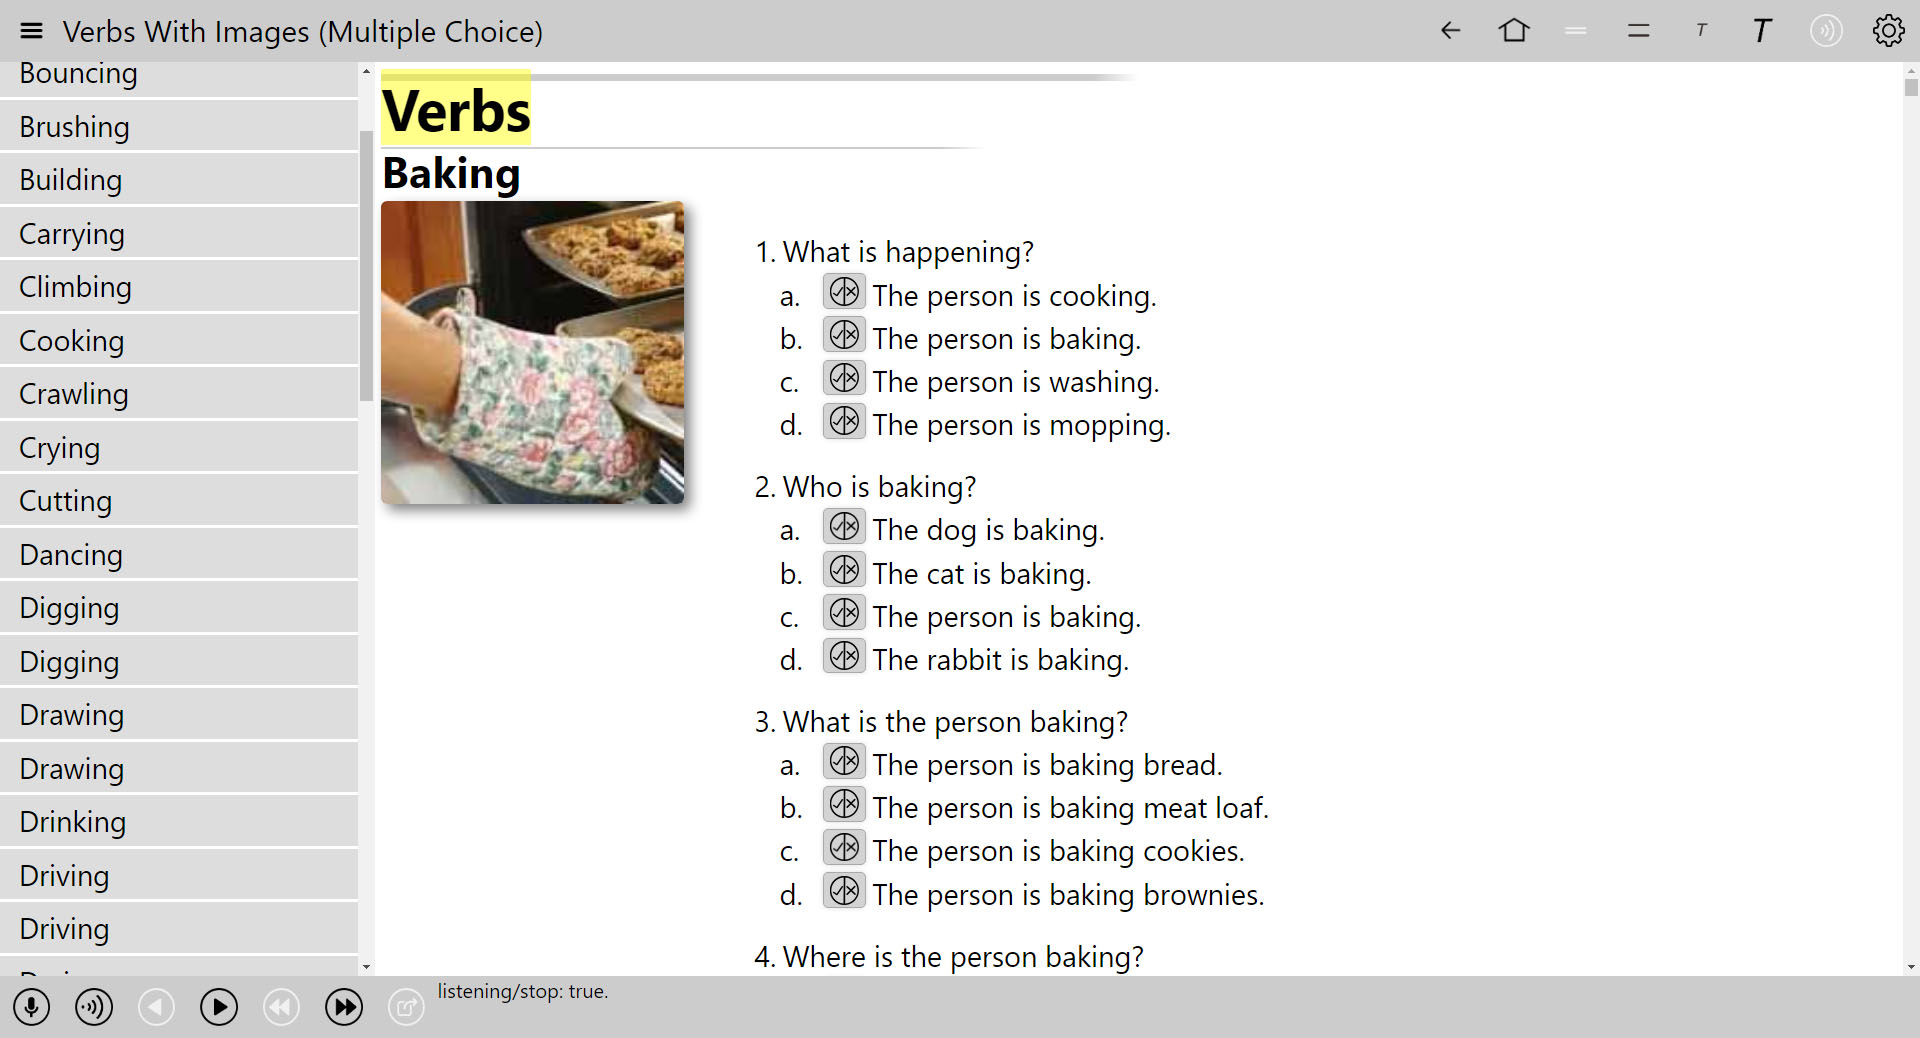 Verbs With Images (Multiple Choice)
T
T
Bouncing
Brushing
Building
Carrying
Climbing
Cooking
Crawling
Crying
Cutting
Dancing
Digging
Digging
Drawing
Drawing
Drinking
Driving
Driving
Verbs
Baking
1. What is happening?
a. The person is cooking.
b. The person is baking.
c. The person is washing.
d. The person is mopping.
2. Who is baking?
a. The dog is baking.
b. The cat is baking.
c. The person is baking.
d. The rabbit is baking.
3. What is the person baking?
a. The person is baking bread.
b. The person is baking meat loaf.
c. The person is baking cookies.
d. The person is baking brownies.
4. Where is the person baking?
listening/stop: true.